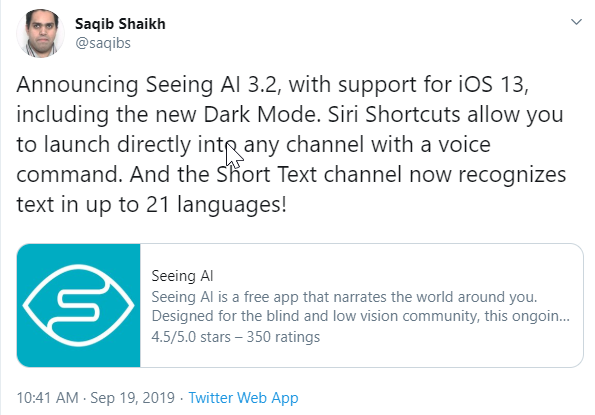 Saqib Shaikh
@saqibs
Announcing Seeing AI 3.2, with support for iOS 13,
including the new Dark Mode. Siri Shortcuts allow you
to launch directly into any channel with a voice
command. And the Short Text channel now recognizes
text in up to 21 languages!
Seeing AI
Seeing AI is a free app that narrates the world around you.
Designed for the blind and low vision community, this ongoin...
4.5/5.0 stars – 350 ratings
10:41 AM · Sep 19, 2019 · Twitter Web App